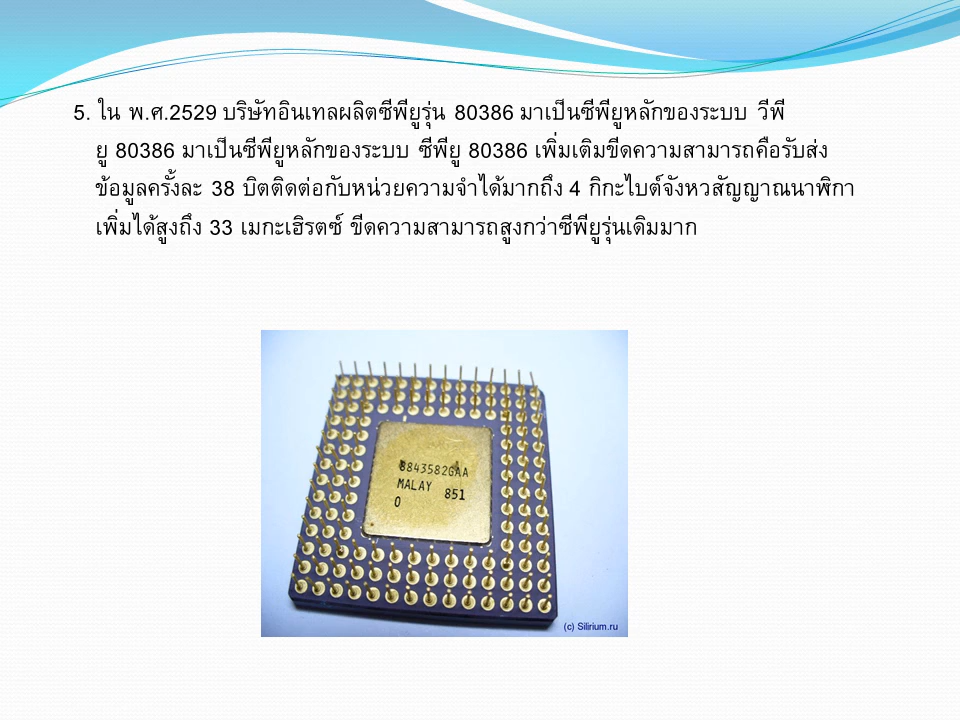 5. ใน พ.ศ.2529 บริษัทอินเทลผลิตซีพียูรุ่น 80386 มาเป็นซีพียูหลักของระบบ วีพี
ยู 80386 มาเป็นซีพียูหลักของระบบ ซีพียู 80386 เพิ่มเติมขีดความสามารถคือรับส่ง
ข้อมูลครั้งละ 38 บิตติดต่อกับหน่วยความจำได้มากถึง 4 กิกะไบต์จังหวสัญญาณนาฬิกา
เพิ่มได้สูงถึง 33 เมกะเฮิรตซ์ ขีดความสามารถสูงกว่าซีพียูรุ่นเดิมมาก
8843582GAA
MALAY 851
0
(c) Silirium.ru